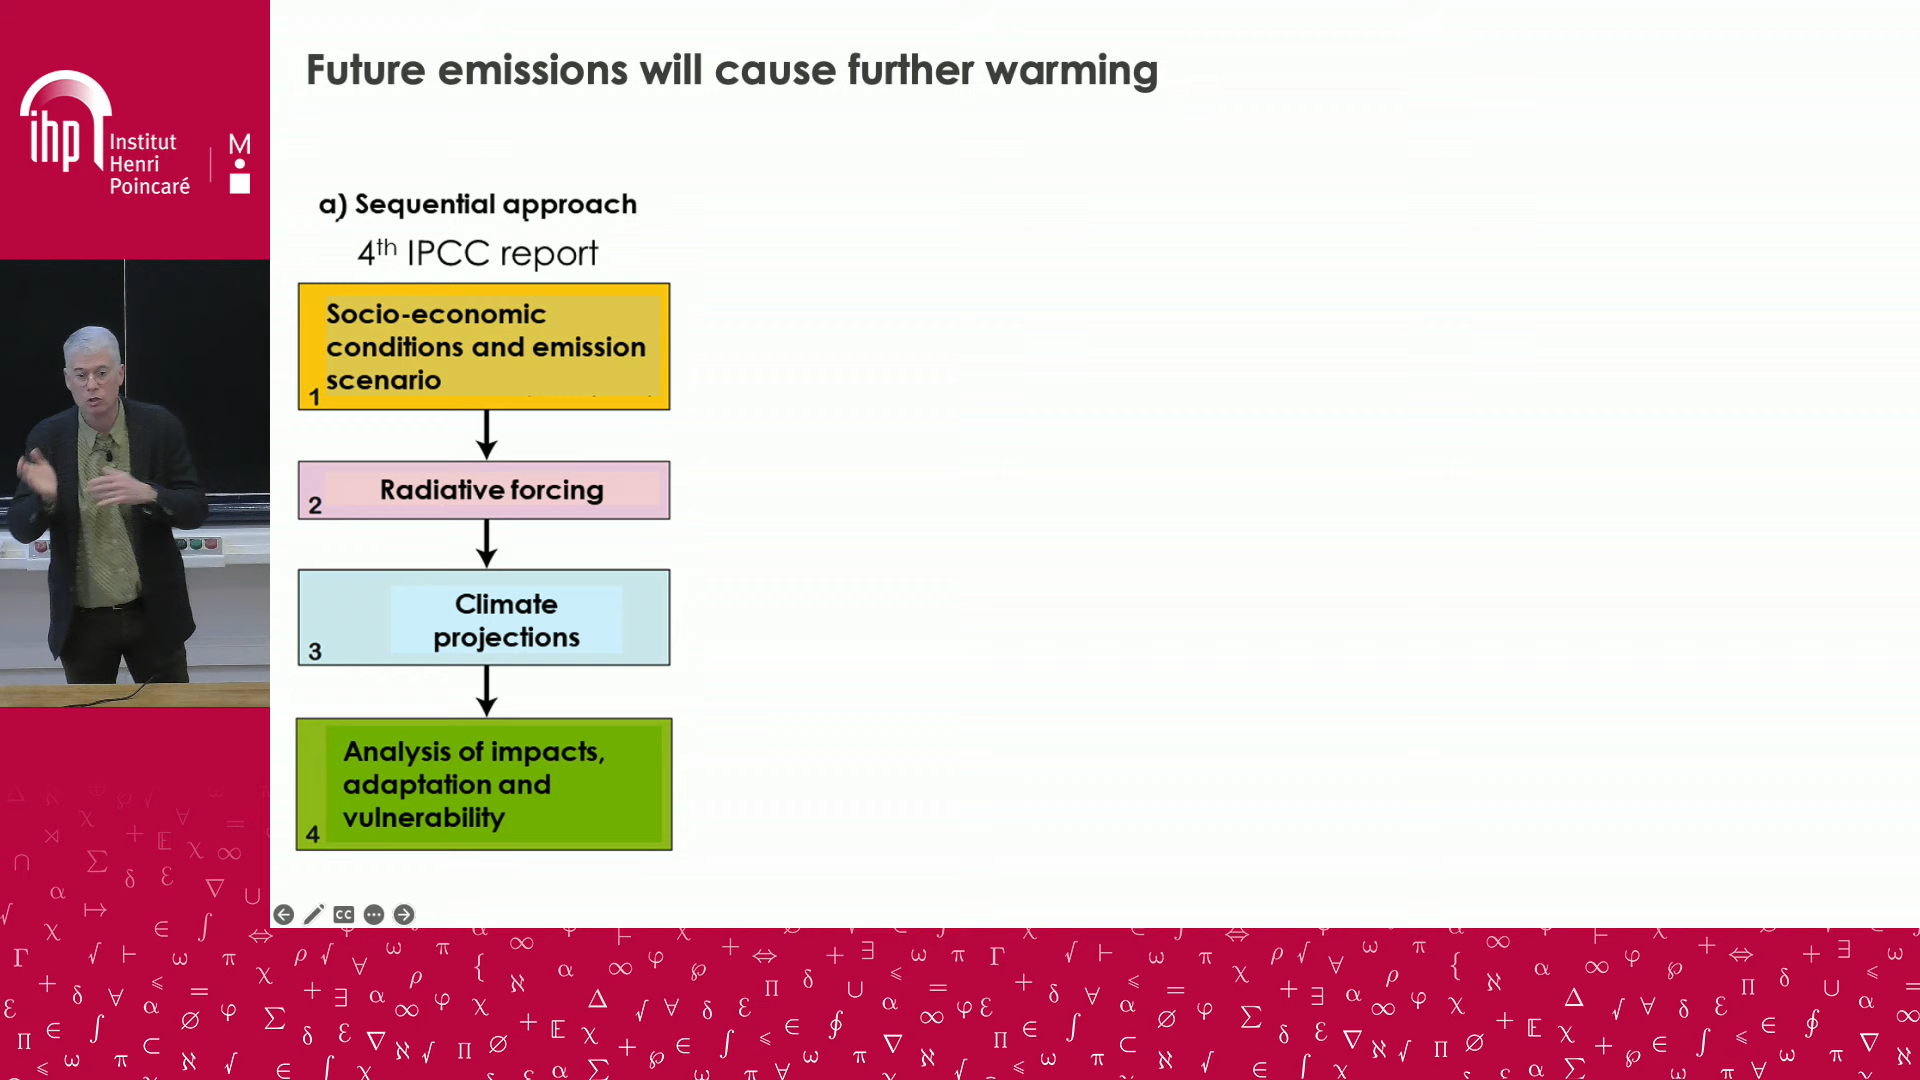 Future emissions will cause further warming
ihp
Institut
Henri
Poincaré
M
a) Sequential approach
4th IPCC report
Socio-economic
conditions and emission
scenario
1
Radiative forcing
2
Climate
projections
3
Analysis of impacts,
adaptation and
vulnerability
4
CC